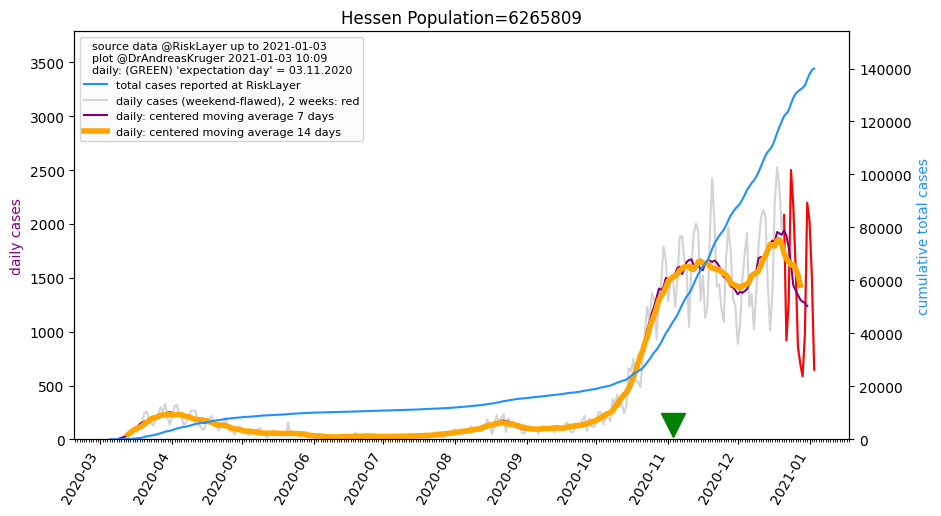 Hessen Population=6265809
source data @RiskLayer up to 2021-01-03
plot @DrAndreasKruger 2021-01-03 10:09
daily: (GREEN) 'expectation day' = 03.11.2020
total cases reported at RiskLayer
daily cases (weekend-flawed), 2 weeks: red
daily: centered moving average 7 days
daily: centered moving average 14 days
daily cases
3500
3000
2500
2000
1500
1000
500
0
cumulative total cases
140000
120000
100000
80000
60000
40000
20000
0
2020-03
2020-04
2020-05
2020-06
2020-07
2020-08
2020-09
2020-10
2020-11
2020-12
2021-01